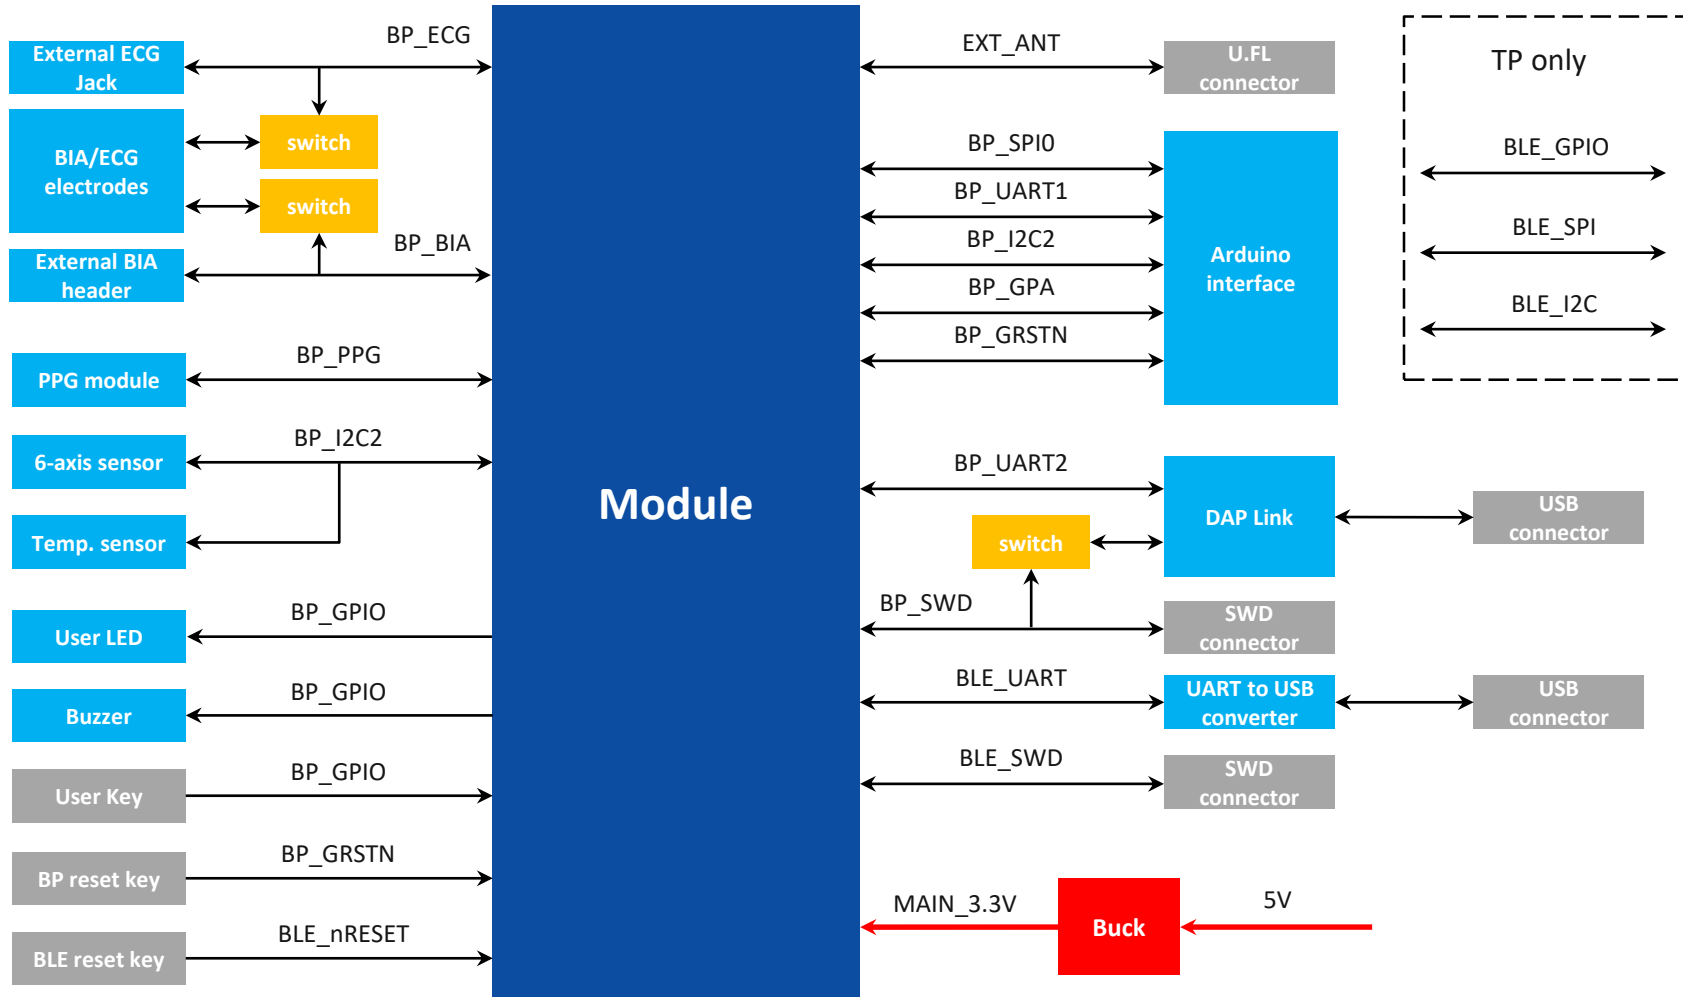 BP_ECG
External ECG
Jack
switch
BIA/ECG
electrodes
switch
BP_BIA
External BIA
header
BP_PPG
PPG module
BP_I2C2
6-axis sensor
Temp. sensor
BP_GPIO
User LED
BP_GPIO
Buzzer
BP_GPIO
User Key
BP_GRSTN
BP reset key
BLE_nRESET
BLE reset key
Module
EXT_ANT
U.FL
connector
BP_SPI0
BP_UART1
BP_I2C2
BP_GPA
BP_GRSTN
Arduino
interface
BP_UART2
DAP Link
USB
connector
switch
BP_SWD
SWD
connector
BLE_UART
UART to USB
converter
USB
connector
BLE_SWD
SWD
connector
MAIN_3.3V
Buck
5V
TP only
BLE_GPIO
BLE_SPI
BLE_I2C